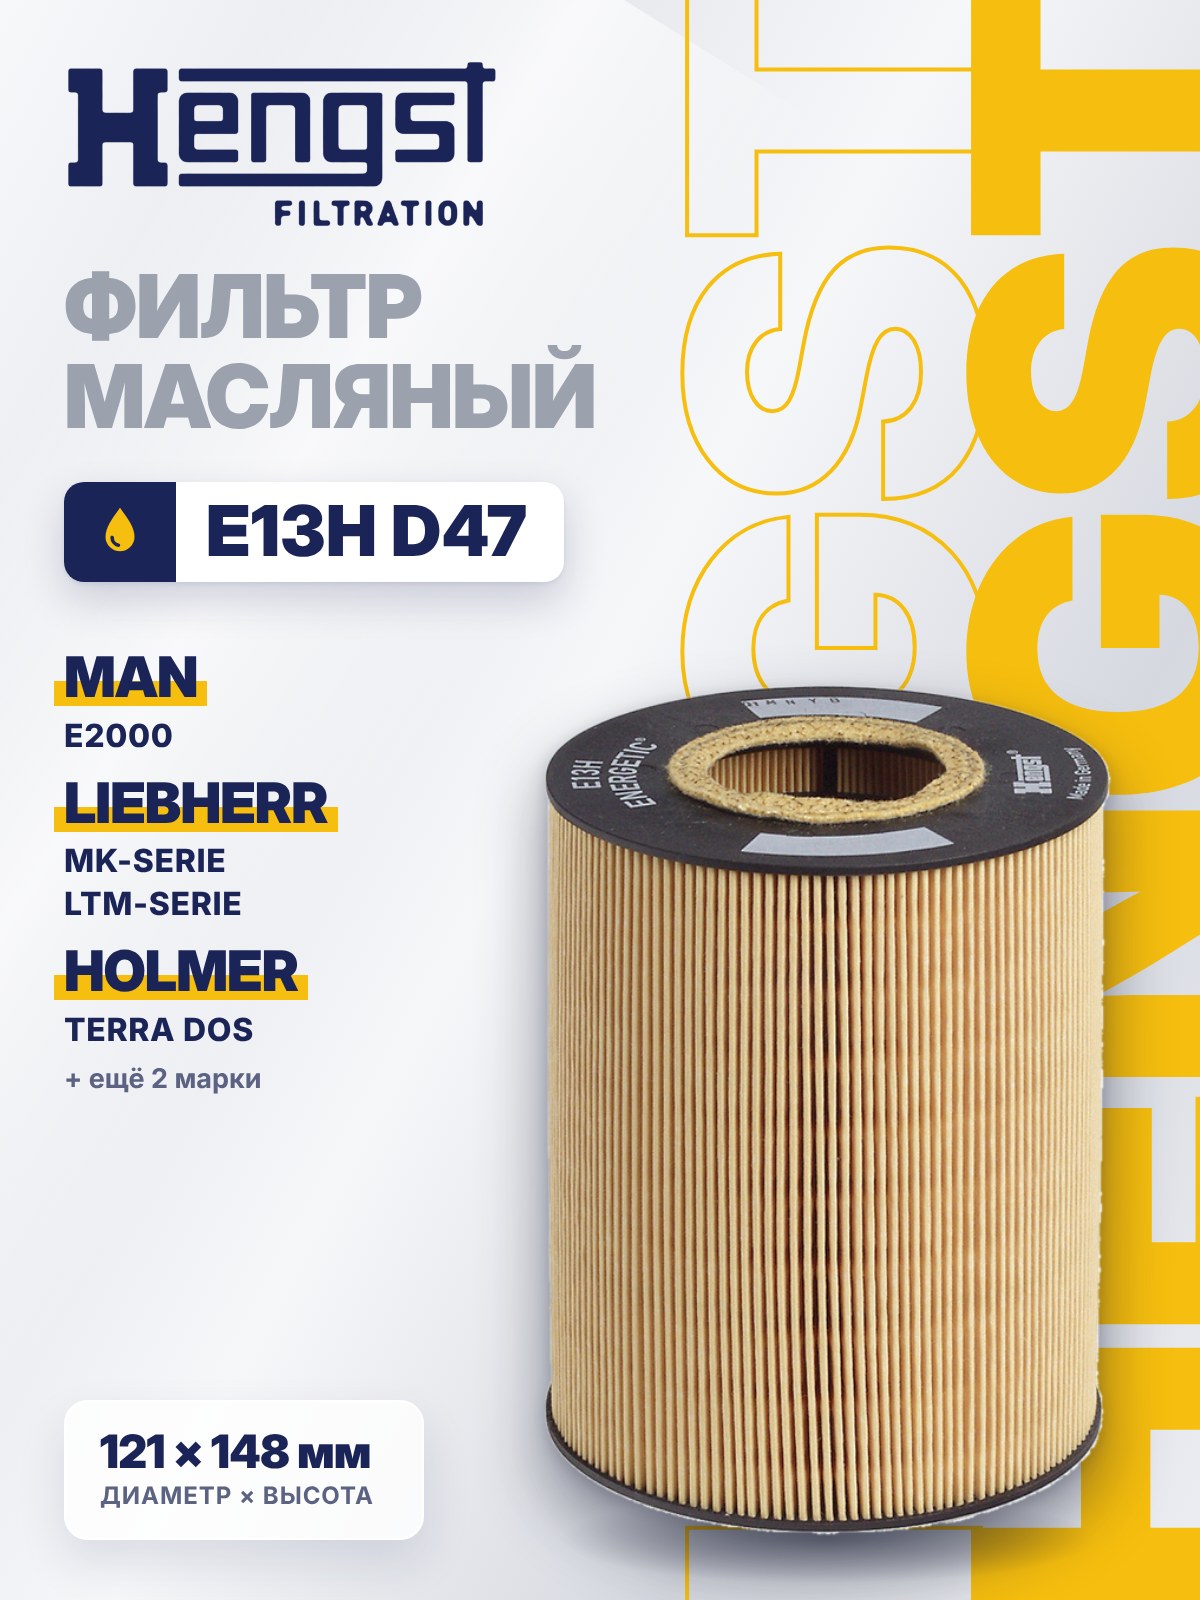 Hengst
FILTRATION
ФИЛЬТР
МАСЛЯНЫЙ
E13H D47
MAN
E2000
LIEBHERR
MK-SERIE
LTM-SERIE
HOLMER
TERRA DOS
+ ещё 2 марки
121 × 148 мм
ДИАМЕТР × ВЫСОТА
E13H
ENERGETIC®
Hengst®
Made in Germany
HENGST